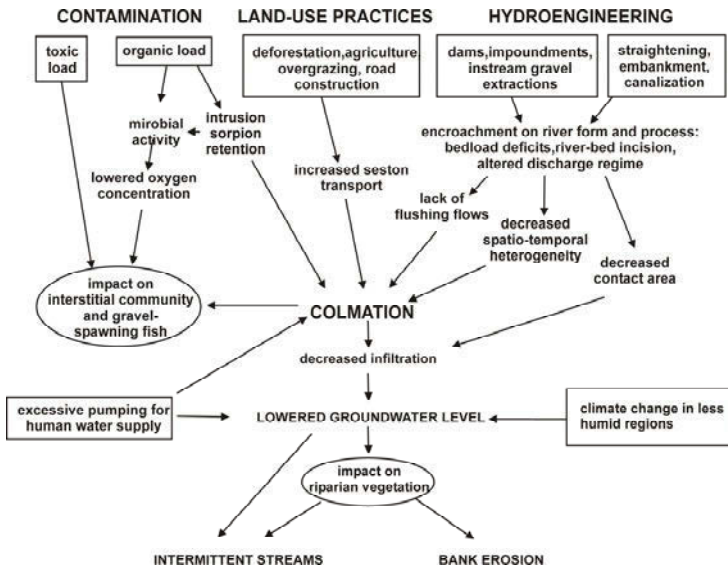 CONTAMINATION
LAND-USE PRACTICES
HYDROENGINEERING
toxic
load
organic load
deforestation,agriculture,
overgrazing, road
construction
dams,impoundments,
instream gravel
extractions
straightening,
embankment,
canalization
mirobial
activity
intrusion
sorpion
retention
encroachment on river form and process:
bedload deficits,river-bed incision,
altered discharge regime
lowered oxygen
concentration
increased seston
transport
lack of
flushing flows
decreased
spatio-temporal
heterogeneity
decreased
contact area
impact on
interstitial community
and gravel-
spawning fish
COLMATION
decreased infiltration
excessive pumping for
human water supply
LOWERED GROUNDWATER LEVEL
climate change in less
humid regions
impact on
riparian vegetation
INTERMITTENT STREAMS
BANK EROSION